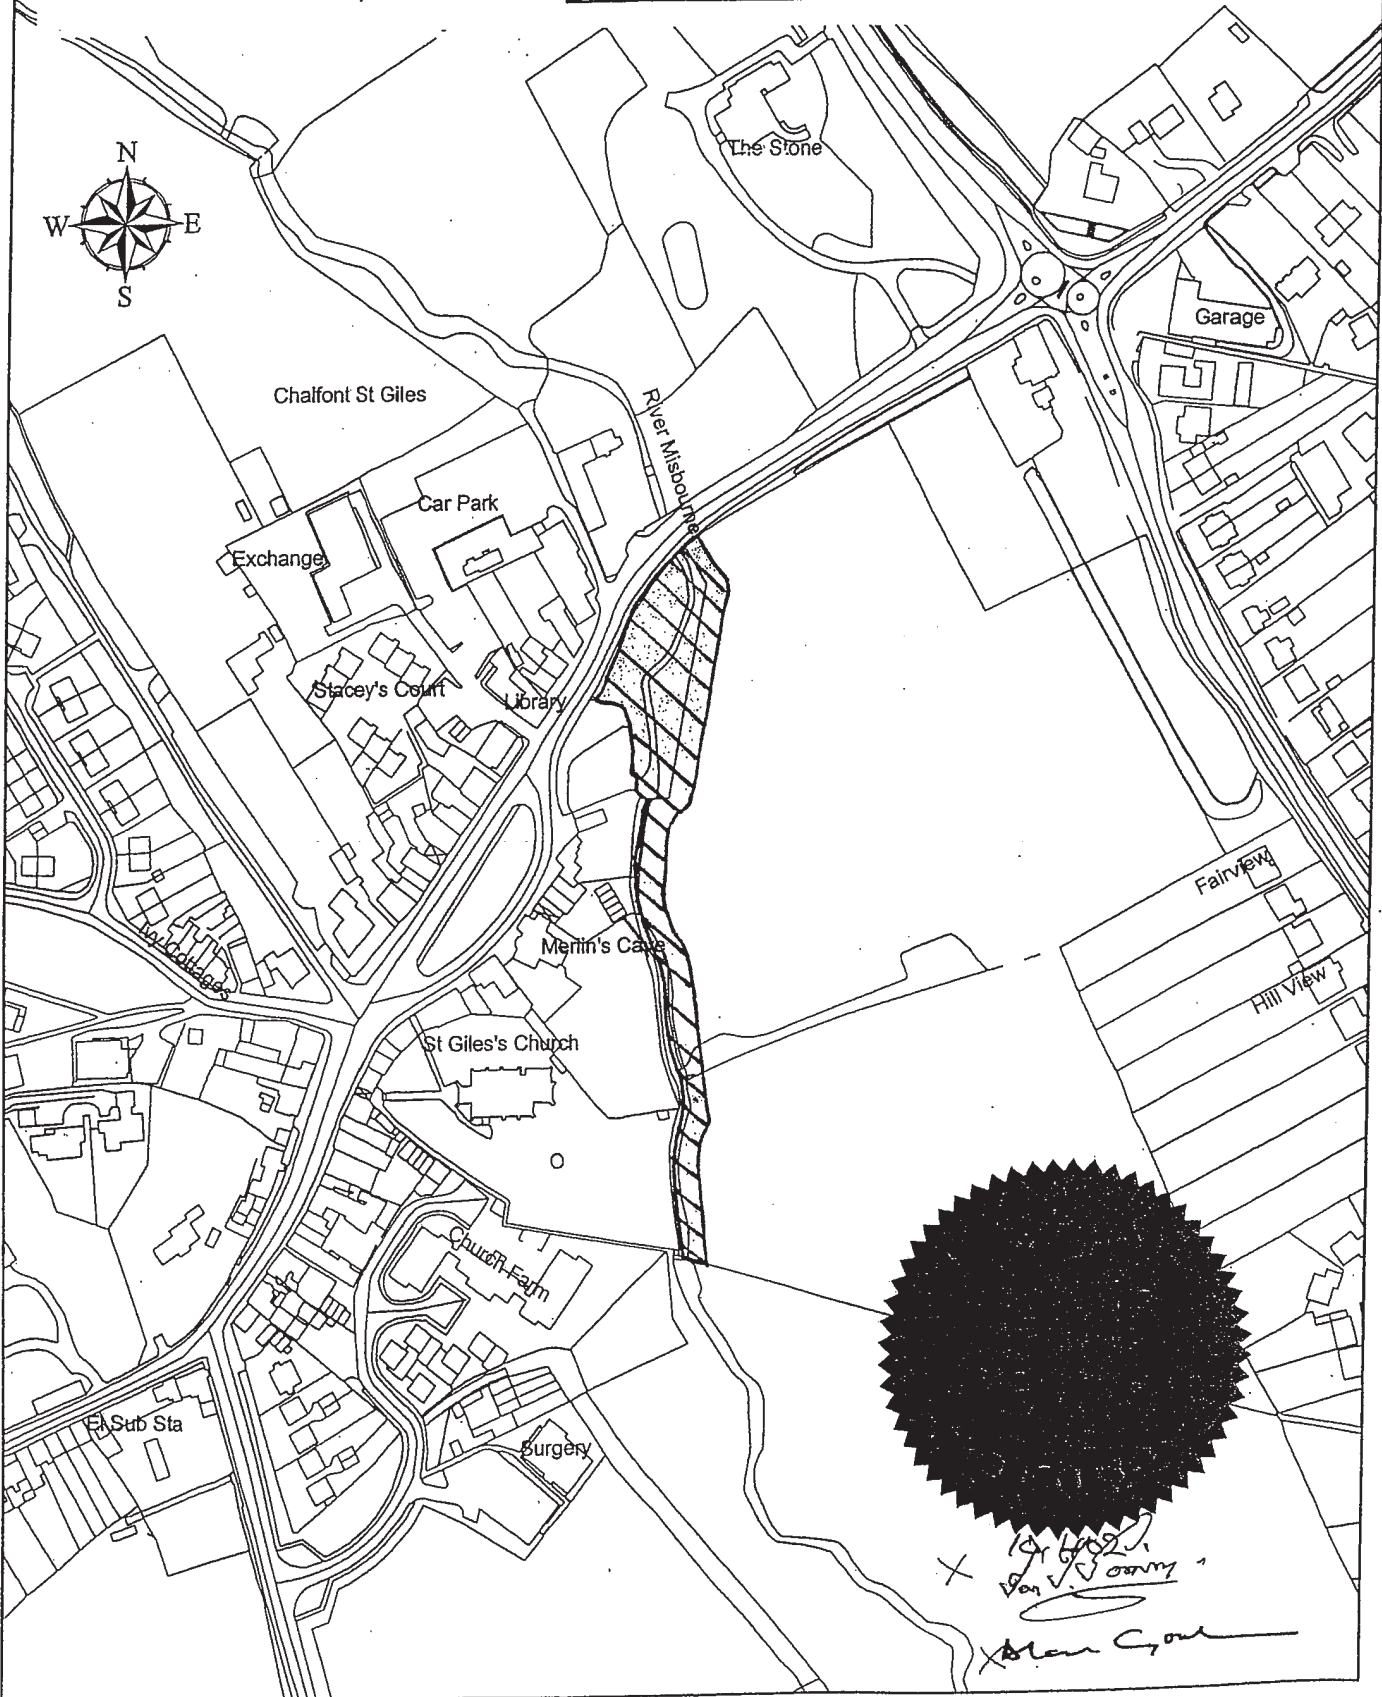 N
W E
S
The Stone
Garage
Chalfont St Giles
River Misbourne
Car Park
Exchange
Stacey's Court
Library
Fairview
Ivy Cottages
Merlin's Cave
Hill View
St Giles's Church
Church Farm
El Sub Sta
Surgery
X
X Alan